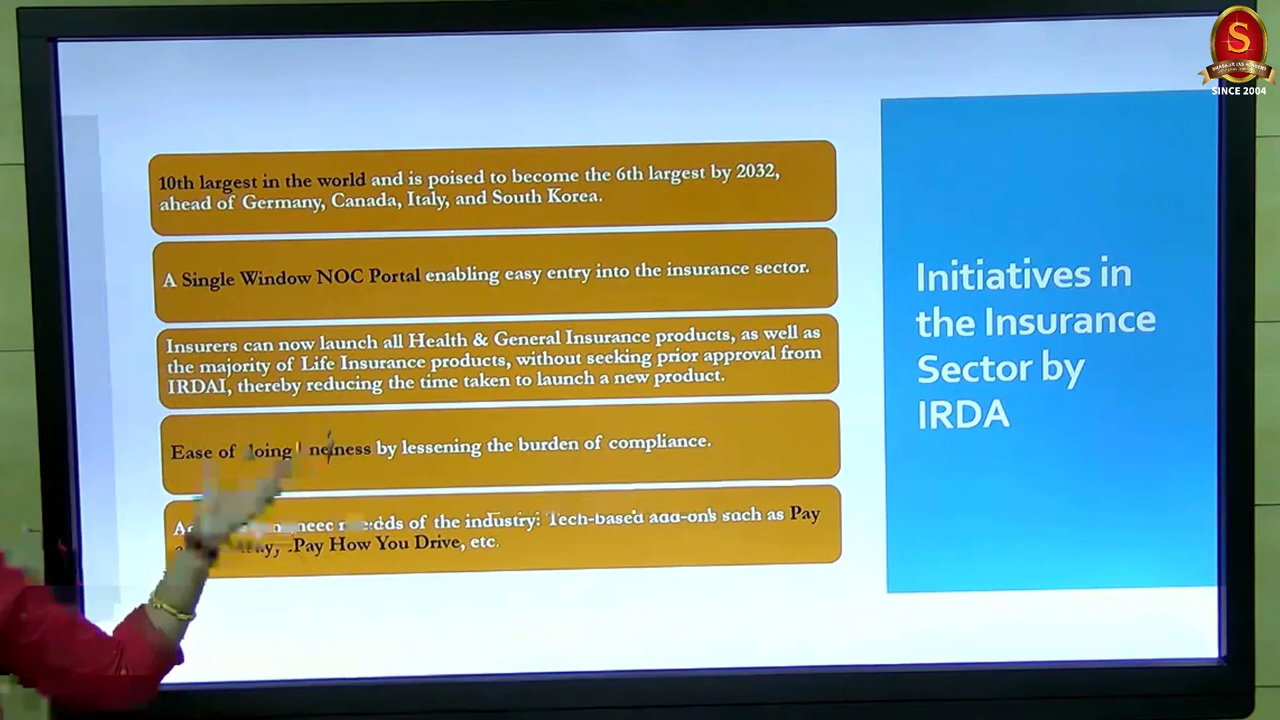 S
SHANKAR IAS ACADEMY
SINCE 2004
10th largest in the world and is poised to become the 6th largest by 2032,
ahead of Germany, Canada, Italy, and South Korea.
A Single Window NOC Portal enabling easy entry into the insurance sector.
Insurers can now launch all Health & General Insurance products, as well as
the majority of Life Insurance products, without seeking prior approval from
IRDAI, thereby reducing the time taken to launch a new product.
Ease of by lessening the burden of compliance.
of the industry: Tech-based add-ons such as Pay
Pay How You Drive, etc.
Initiatives in
the Insurance
Sector by
IRDA